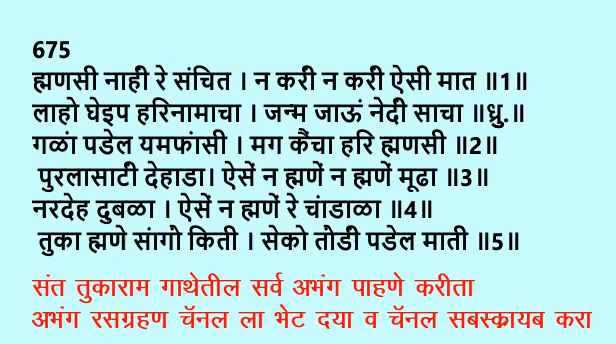 675
ह्मणसी नाहीं रे संचित । न करीं न करीं ऐसी मात ॥1॥
लाहो घेइप हरिनामाचा । जन्म जाऊं नेदीं साचा ॥ध्रु.॥
गळां पडेल यमफांसी । मग कैंचा हरि ह्मणसी ॥2॥
पुरलासाटीं देहाडा। ऐसें न ह्मणें न ह्मणें मूढा ॥3॥
नरदेह दुबळा । ऐसें न ह्मणें रे चांडाळा ॥4॥
तुका ह्मणे सांगों किती । सेको तोंडीं पडेल माती ॥5॥
संत तुकाराम गाथेतील सर्व अभंग पाहणे करीता
अभंग रसग्रहण चॅनल ला भेट दया व चॅनल सबस्क्रायब करा